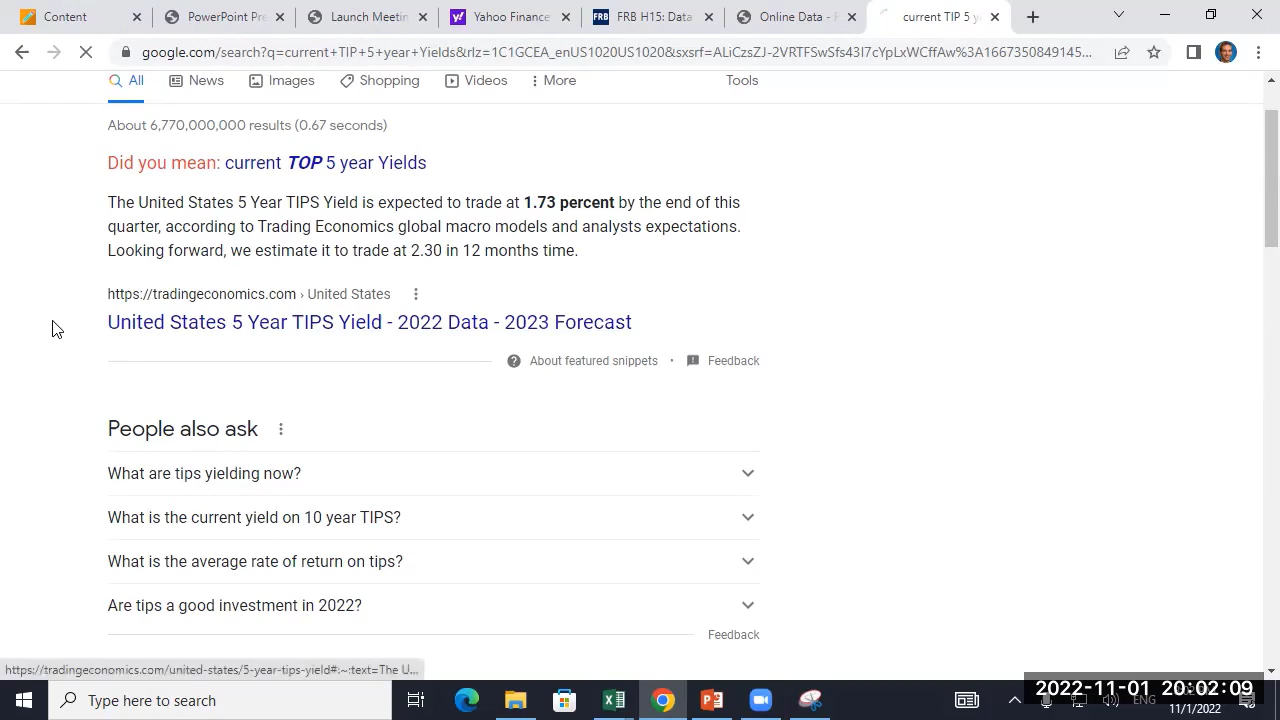 Content
PowerPoint Pre
Launch Meetin
Yahoo Finance
FRB H15: Data
Online Data -
current TIP 5 y
google.com/search?q=current+TIP+5+year+Yields&rlz=1C1GCEA_enUS1020US1020&sxsrf=ALiCzsZJ-2VRTFSwSfs43I7cYpLxWCffAw%3A1667350849145...
All
News
Images
Shopping
Videos
More
Tools
About 6,770,000,000 results (0.67 seconds)
Did you mean: current TOP 5 year Yields
The United States 5 Year TIPS Yield is expected to trade at 1.73 percent by the end of this
quarter, according to Trading Economics global macro models and analysts expectations.
Looking forward, we estimate it to trade at 2.30 in 12 months time.
https://tradingeconomics.com › United States
United States 5 Year TIPS Yield - 2022 Data - 2023 Forecast
About featured snippets • Feedback
People also ask
What are tips yielding now?
What is the current yield on 10 year TIPS?
What is the average rate of return on tips?
Are tips a good investment in 2022?
Feedback
https://tradingeconomics.com/united-states/5-year-tips-yield#:~:text=The U...
Type here to search
2022-11-01 20:02:09
ENG
11/1/2022